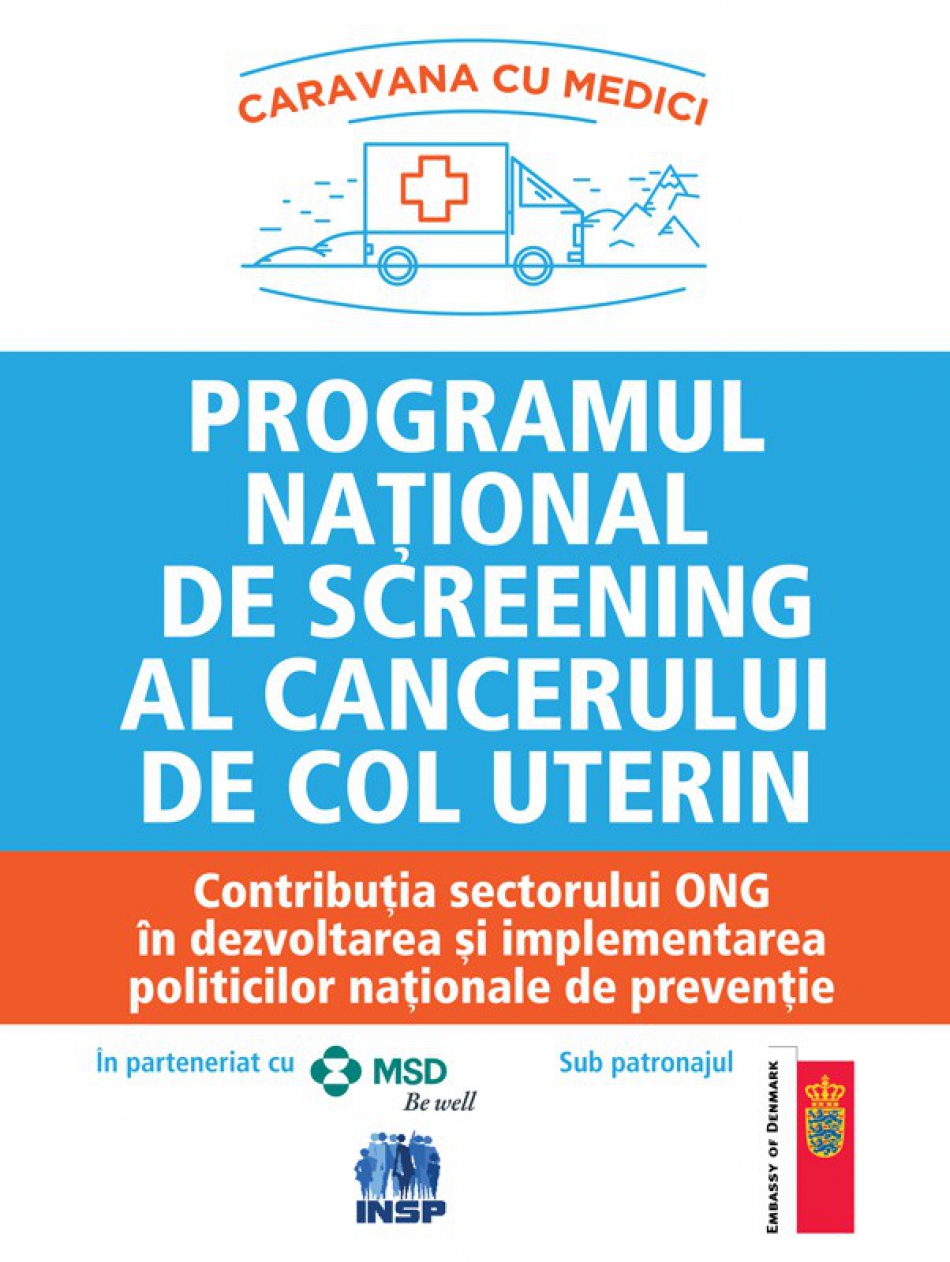 CARAVANA CU MEDICI
PROGRAMUL
NAȚIONAL
DE SCREENING
AL CANCERULUI
DE COL UTERIN
Contribuția sectorului ONG
în dezvoltarea și implementarea
politicilor naționale de prevenție
În parteneriat cu
MSD
Be well
INSP
Sub patronajul
EMBASSY OF DENMARK